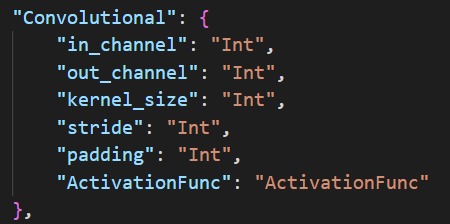 "Convolutional": {
"in_channel": "Int",
"out_channel": "Int",
"kernel_size": "Int",
"stride": "Int",
"padding": "Int",
"ActivationFunc": "ActivationFunc"
},